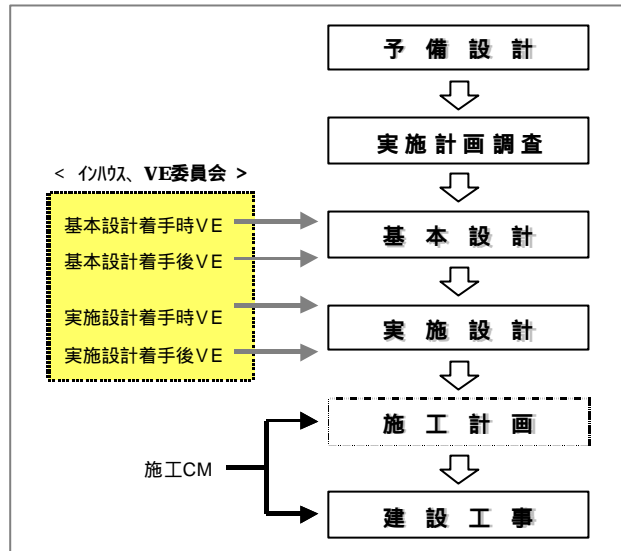 予備設計
実施計画調査
< インハウス、VE委員会 >
基本設計着手時VE
基本設計着手後VE
実施設計着手時VE
実施設計着手後VE
基本設計
実施設計
施工計画
施工CM
建設工事